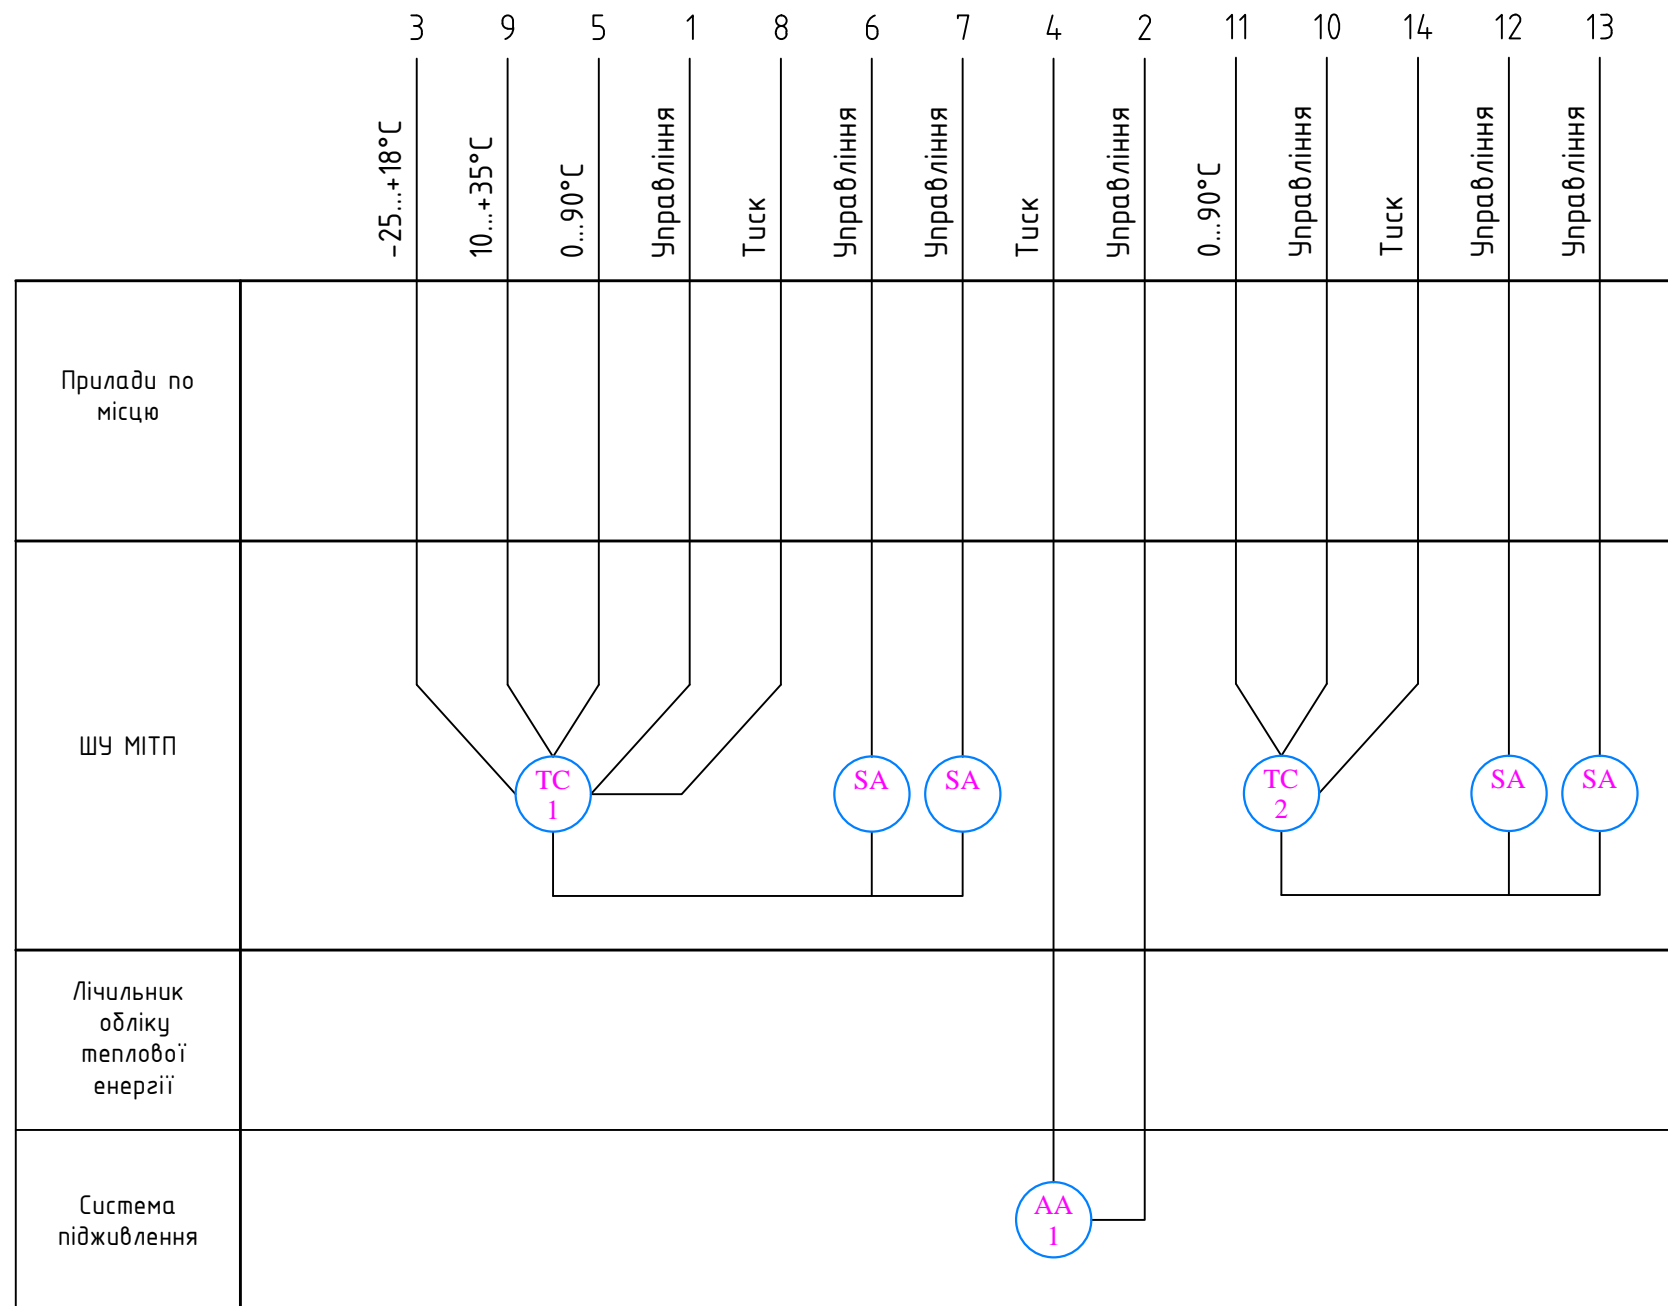 3 9 5 1 8 6 7 4 2 11 10 14 12 13
-25...+18°C
10...+35°C
0...90°C
Управління
Тиск
Управління
Управління
Тиск
Управління
0...90°C
Управління
Тиск
Управління
Управління
Прилади по
місцю
ШУ МІТП
TC
1
SA
SA
TC
2
SA
SA
Лічильник
обліку
теплової
енергії
Система
підживлення
AA
1